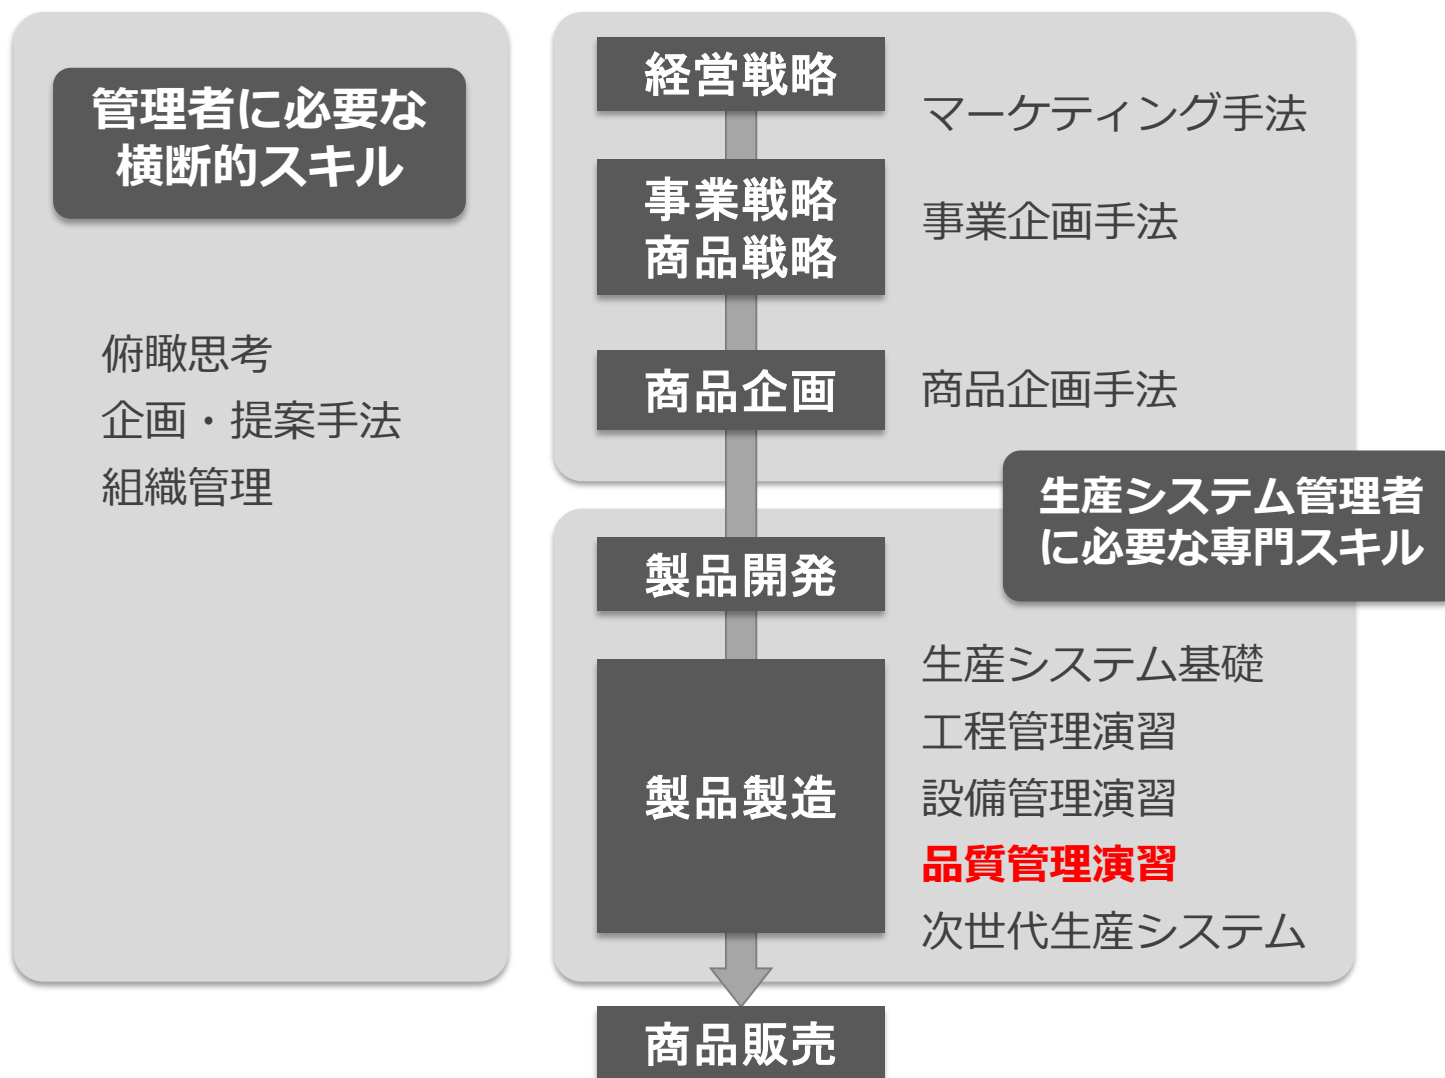 管理者に必要な
横断的スキル
俯瞰思考
企画・提案手法
組織管理
経営戦略
マーケティング手法
事業戦略
商品戦略
事業企画手法
商品企画
商品企画手法
生産システム管理者
に必要な専門スキル
製品開発
製品製造
生産システム基礎
工程管理演習
設備管理演習
品質管理演習
次世代生産システム
商品販売